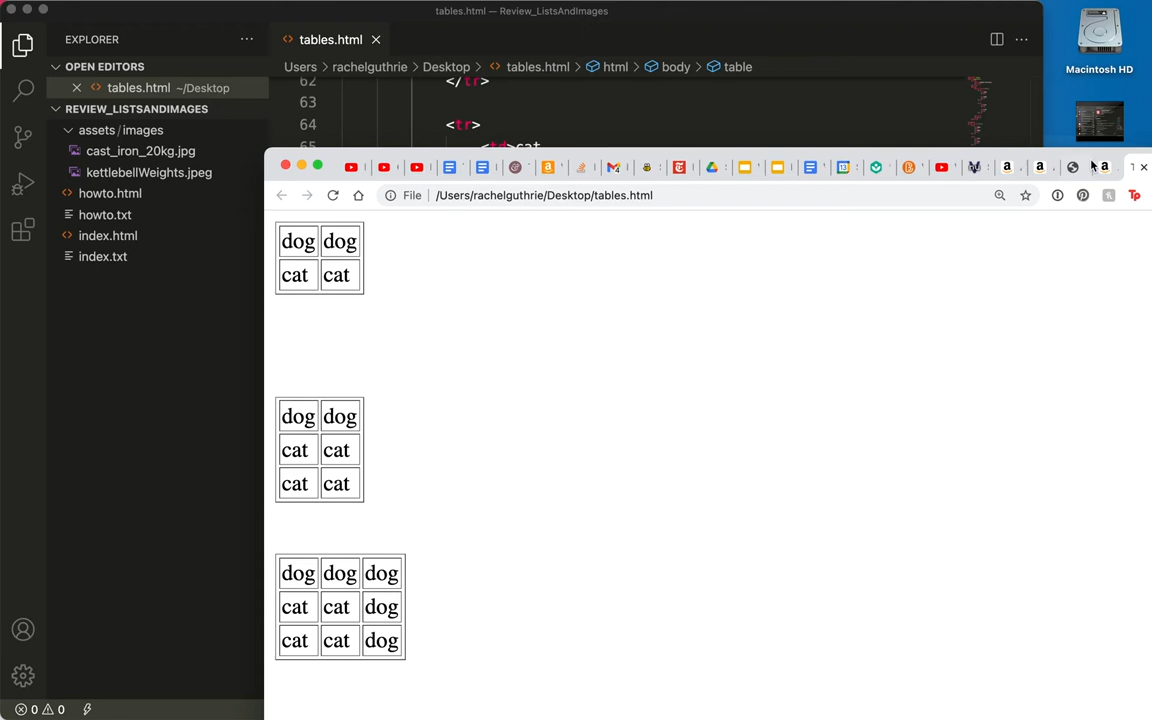 tables.html — Review_ListsAndImages
EXPLORER
tables.html
Macintosh HD
OPEN EDITORS
tables.html ~/Desktop
Users > rachelguthrie > Desktop > tables.html > html > body > table
REVIEW_LISTSANDIMAGES
assets/images
cast_iron_20kg.jpg
kettlebellWeights.jpeg
howto.html
howto.txt
index.html
index.txt
62 </tr>
63
64 <tr>
65 <td>cat
File /Users/rachelguthrie/Desktop/tables.html
dog dog
cat cat
dog dog
cat cat
cat cat
dog dog dog
cat cat dog
cat cat dog
0 0